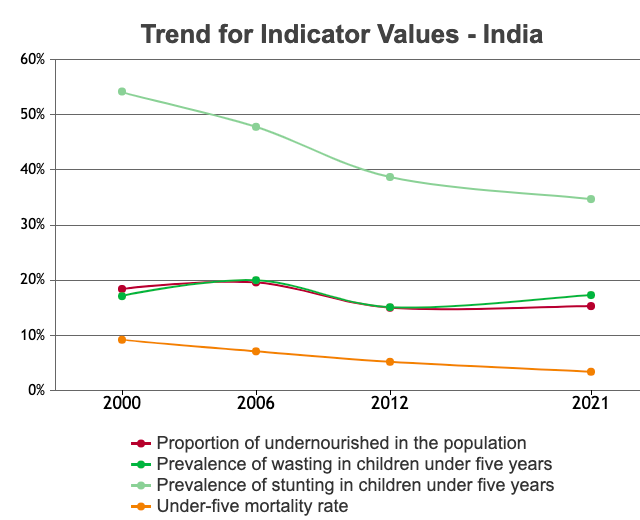 Trend for Indicator Values - India
60%
50%
40%
30%
20%
10%
0%
2000 2006 2012 2021
Proportion of undernourished in the population
Prevalence of wasting in children under five years
Prevalence of stunting in children under five years
Under-five mortality rate